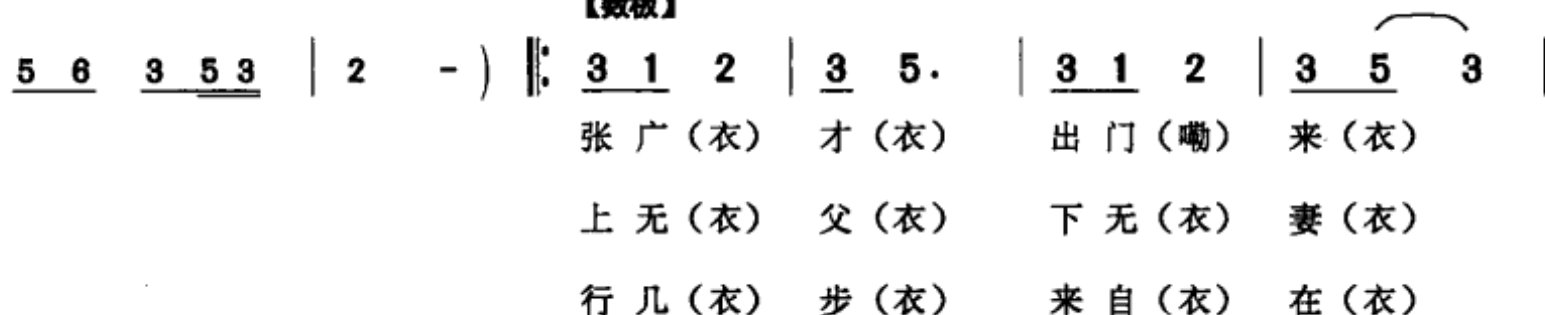 【数板】
5 6 3 5 3 | 2 - ) ‖: 3 1 2 | 3 5. | 3 1 2 | 3 5 3 |
张 广（衣） 才（衣） 出 门（嘞） 来（衣）
上 无（衣） 父（衣） 下 无（衣） 妻（衣）
行 几（衣） 步（衣） 来 自（衣） 在（衣）